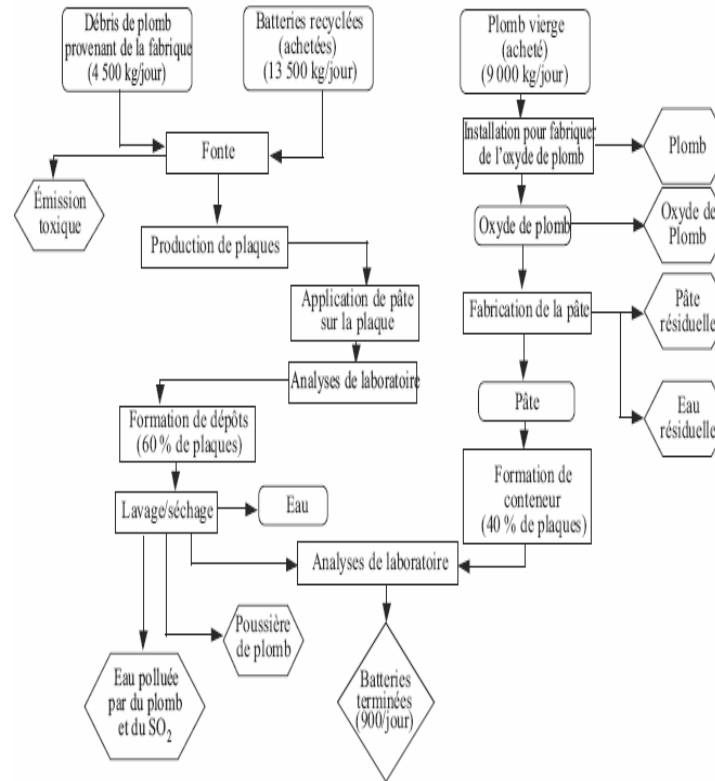 Débris de plomb
provenant de la fabrique
(4 500 kg/jour)
Batteries recyclées
(achetées)
(13 500 kg/jour)
Plomb vierge
(acheté)
(9 000 kg/jour)
Fonte
Installation pour fabriquer
de l'oxyde de plomb
Plomb
Émission
toxique
Oxyde de plomb
Oxyde de
Plomb
Production de plaques
Application de pâte
sur la plaque
Fabrication de la pâte
Pâte
résiduelle
Analyses de laboratoire
Pâte
Eau
résiduelle
Formation de dépôts
(60 % de plaques)
Formation de
conteneur
(40 % de plaques)
Lavage/séchage
Eau
Analyses de laboratoire
Poussière
de plomb
Eau polluée
par du plomb
et du SO2
Batteries
terminées
(900/jour)